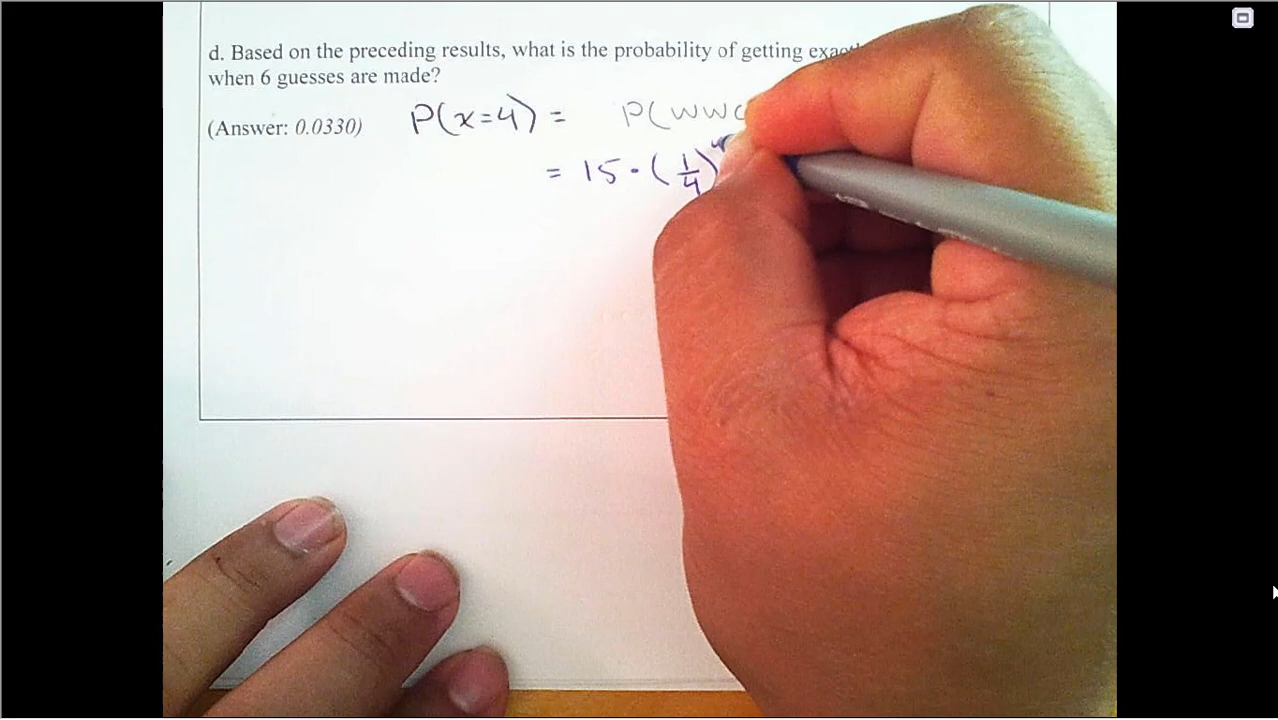 d. Based on the preceding results, what is the probability of getting
when 6 guesses are made?
(Answer: 0.0330) P(x=4) = P(WWC
= 15 · (1/4)